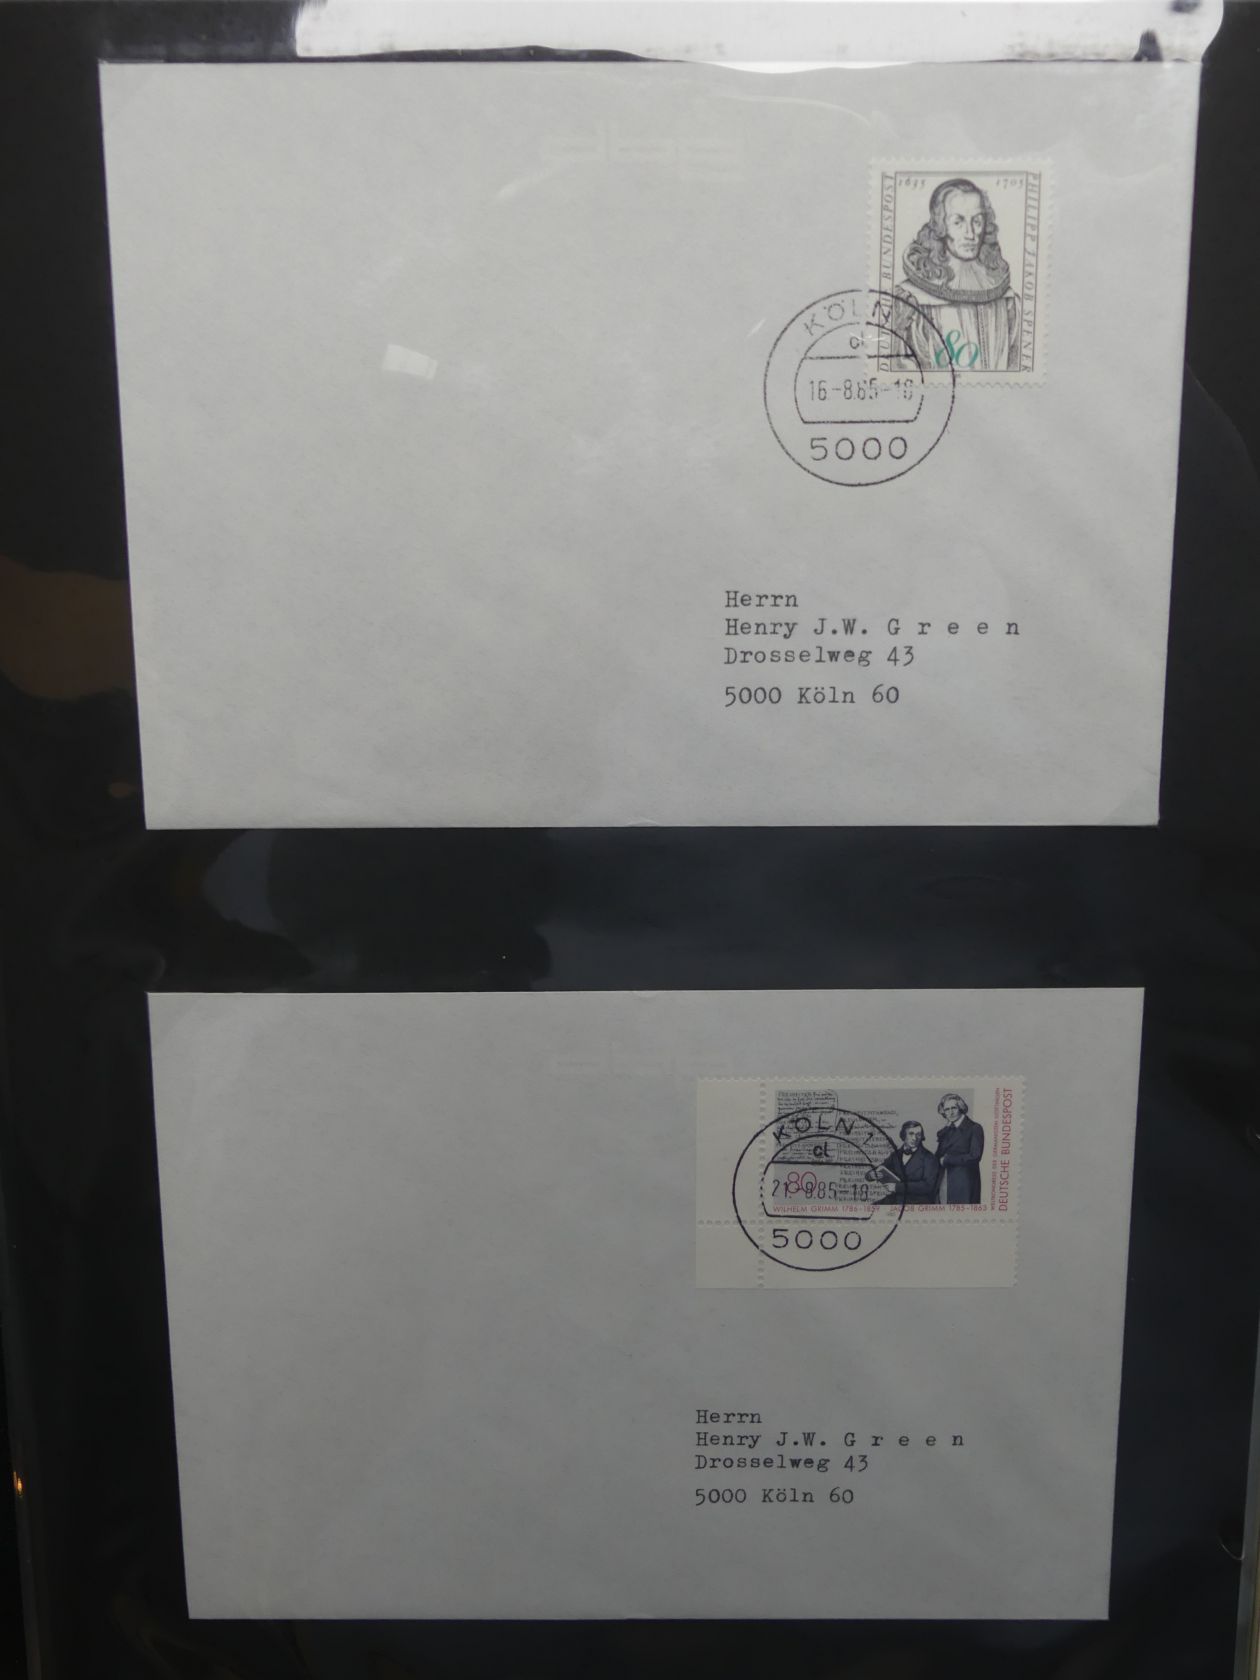 1635 1705
DEUTSCHE BUNDESPOST
PHILIPP JAKOB SPENER
80
KÖLN
cl
16.-8.85-18
5000
Herrn
Henry J.W. G r e e n
Drosselweg 43
5000 Köln 60
DEUTSCHE BUNDESPOST
80
WILHELM GRIMM 1786-1859 · JACOB GRIMM 1785-1863
KÖLN 1
cl
21.-8.85-18
5000
Herrn
Henry J.W. G r e e n
Drosselweg 43
5000 Köln 60